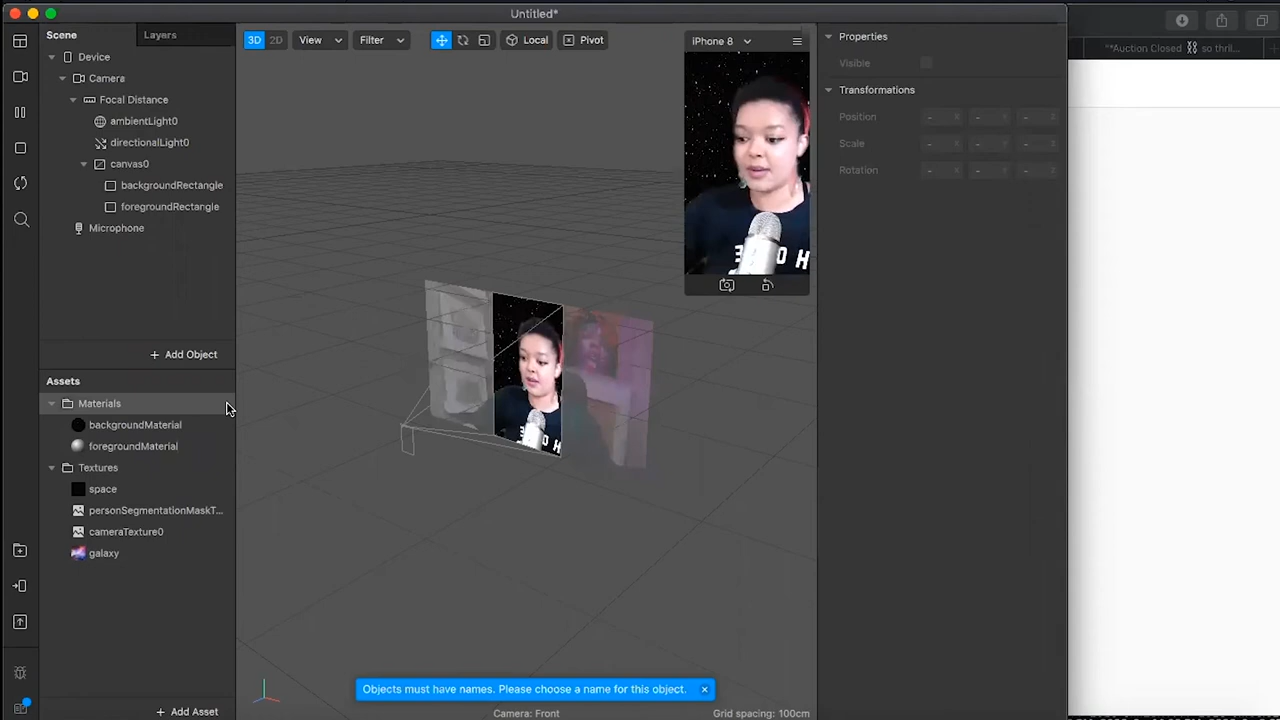 Untitled*
Scene
Layers
Device
Camera
Focal Distance
ambientLight0
directionalLight0
canvas0
backgroundRectangle
foregroundRectangle
Microphone
+ Add Object
Assets
Materials
backgroundMaterial
foregroundMaterial
Textures
space
personSegmentationMaskT...
cameraTexture0
galaxy
+ Add Asset
3D 2D View Filter Local Pivot
iPhone 8
Objects must have names. Please choose a name for this object.
Camera: Front
Grid spacing: 100cm
Properties
Visible
Transformations
Position - X - Y - Z
Scale - X - Y - Z
Rotation - X - Y - Z
**Auction Closed ⛓ so thril...